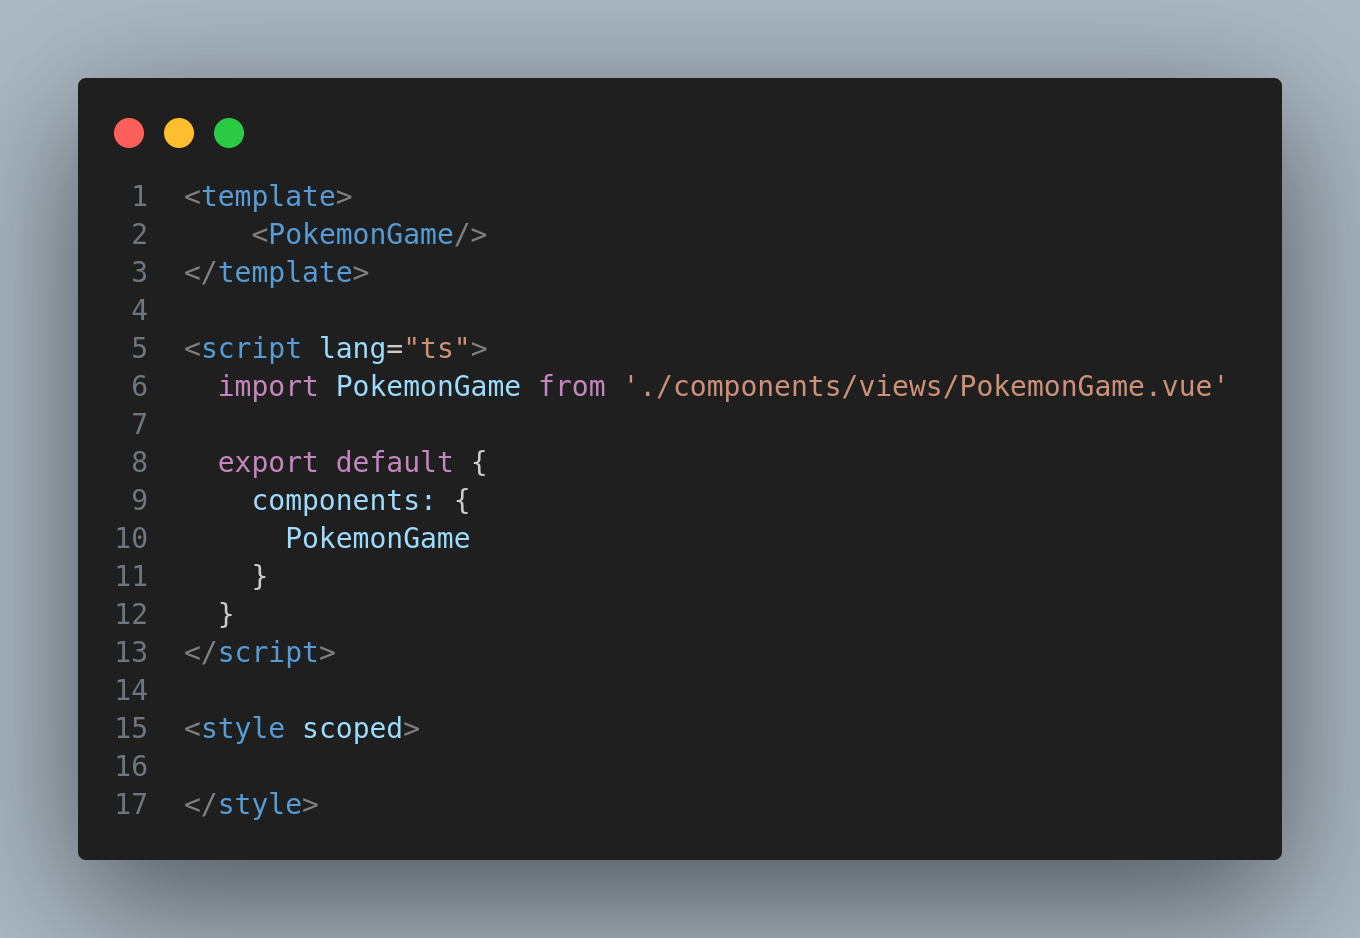 1 <template>
2     <PokemonGame/>
3 </template>
4
5 <script lang="ts">
6   import PokemonGame from './components/views/PokemonGame.vue'
7
8   export default {
9     components: {
10       PokemonGame
11     }
12   }
13 </script>
14
15 <style scoped>
16
17 </style>